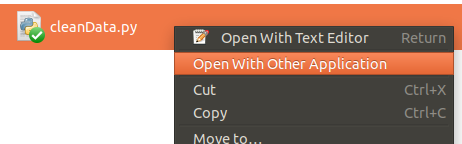 cleanData.py
Open With Text Editor Return
Open With Other Application
Cut Ctrl+X
Copy Ctrl+C
Move to...